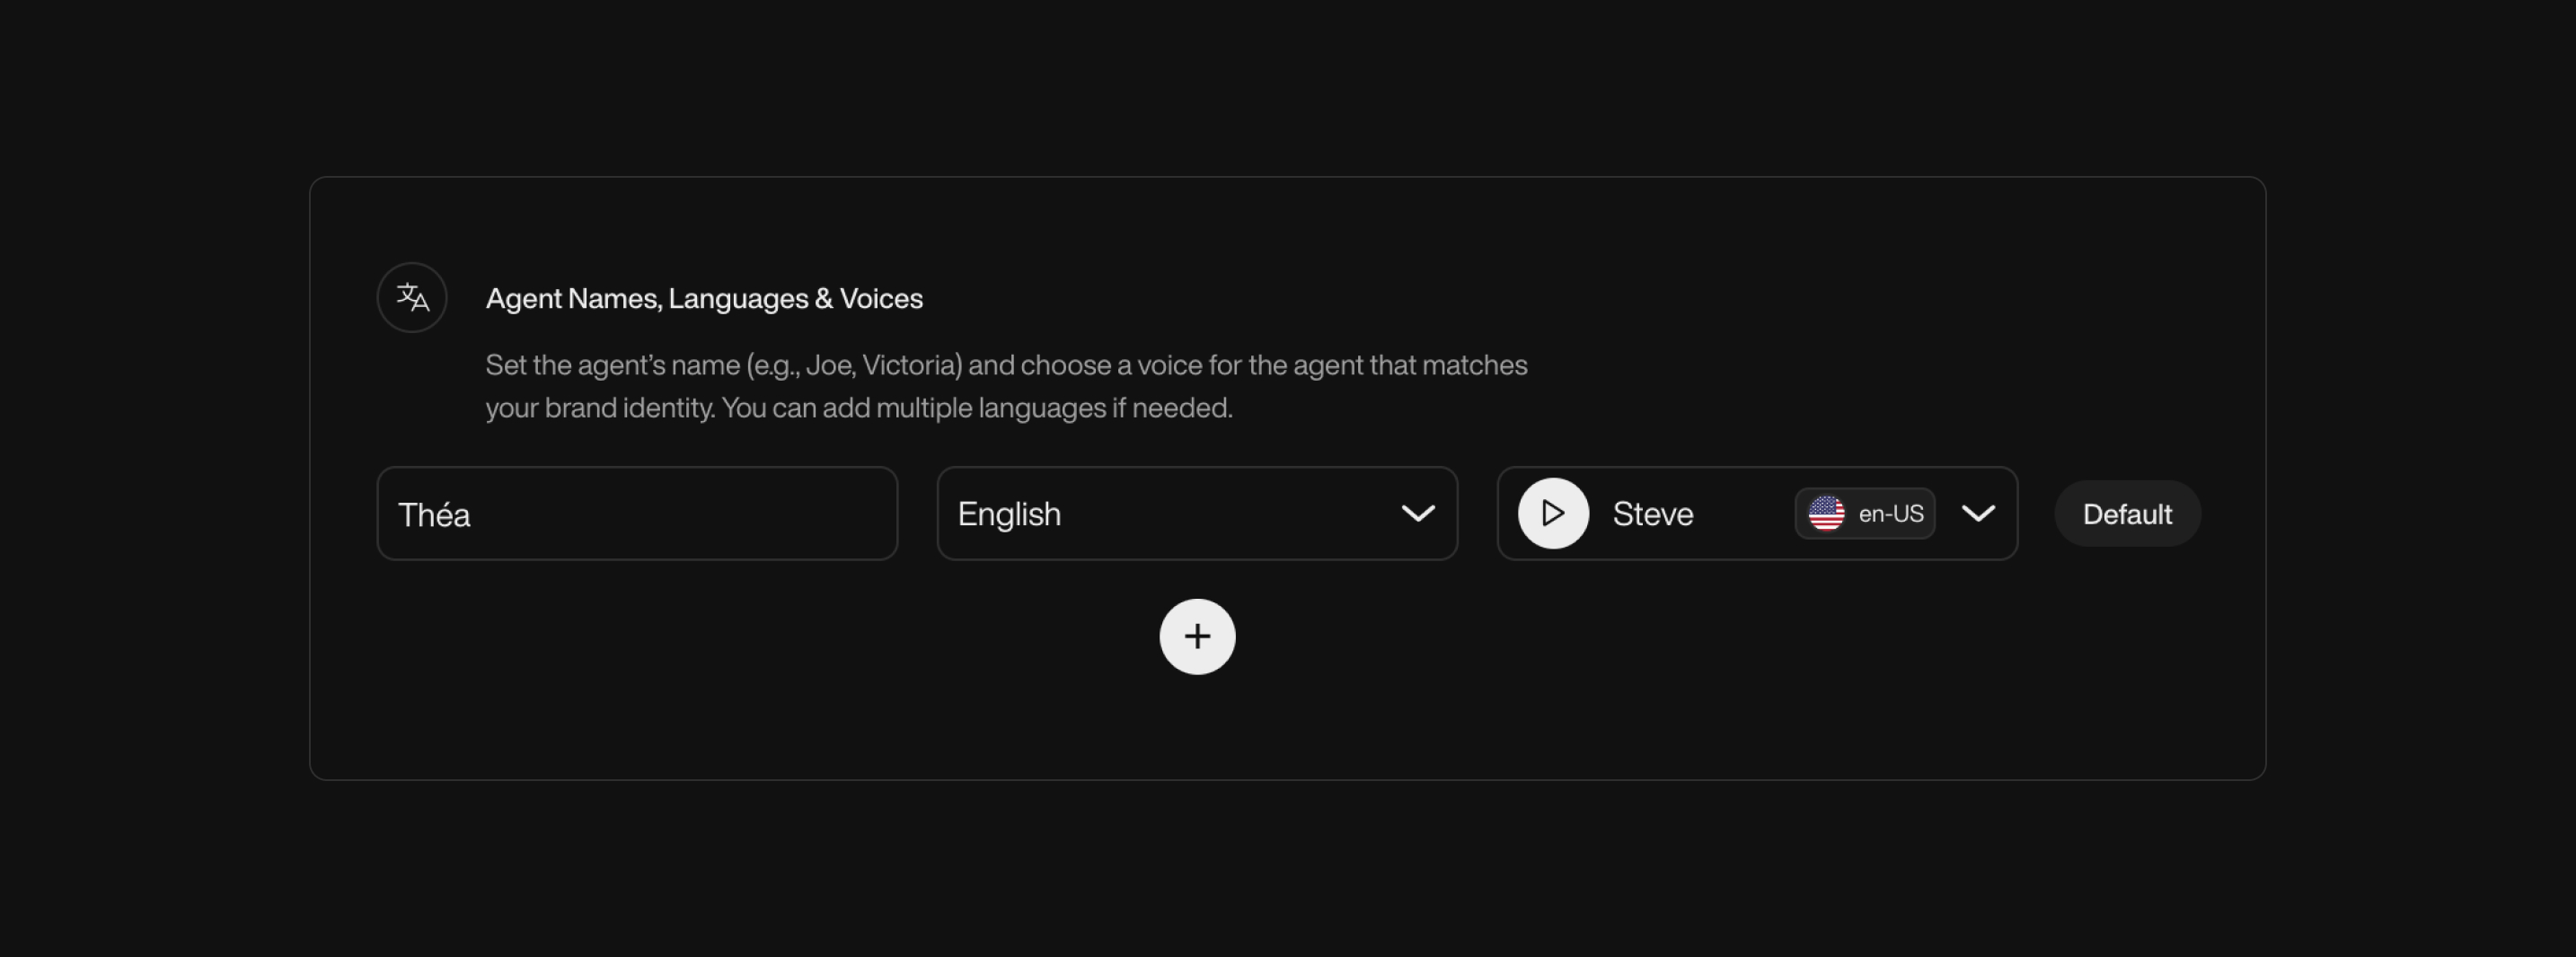 Agent Names, Languages & Voices
Set the agent’s name (e.g., Joe, Victoria) and choose a voice for the agent that matches
your brand identity. You can add multiple languages if needed.
Théa
English
Steve
en-US
Default